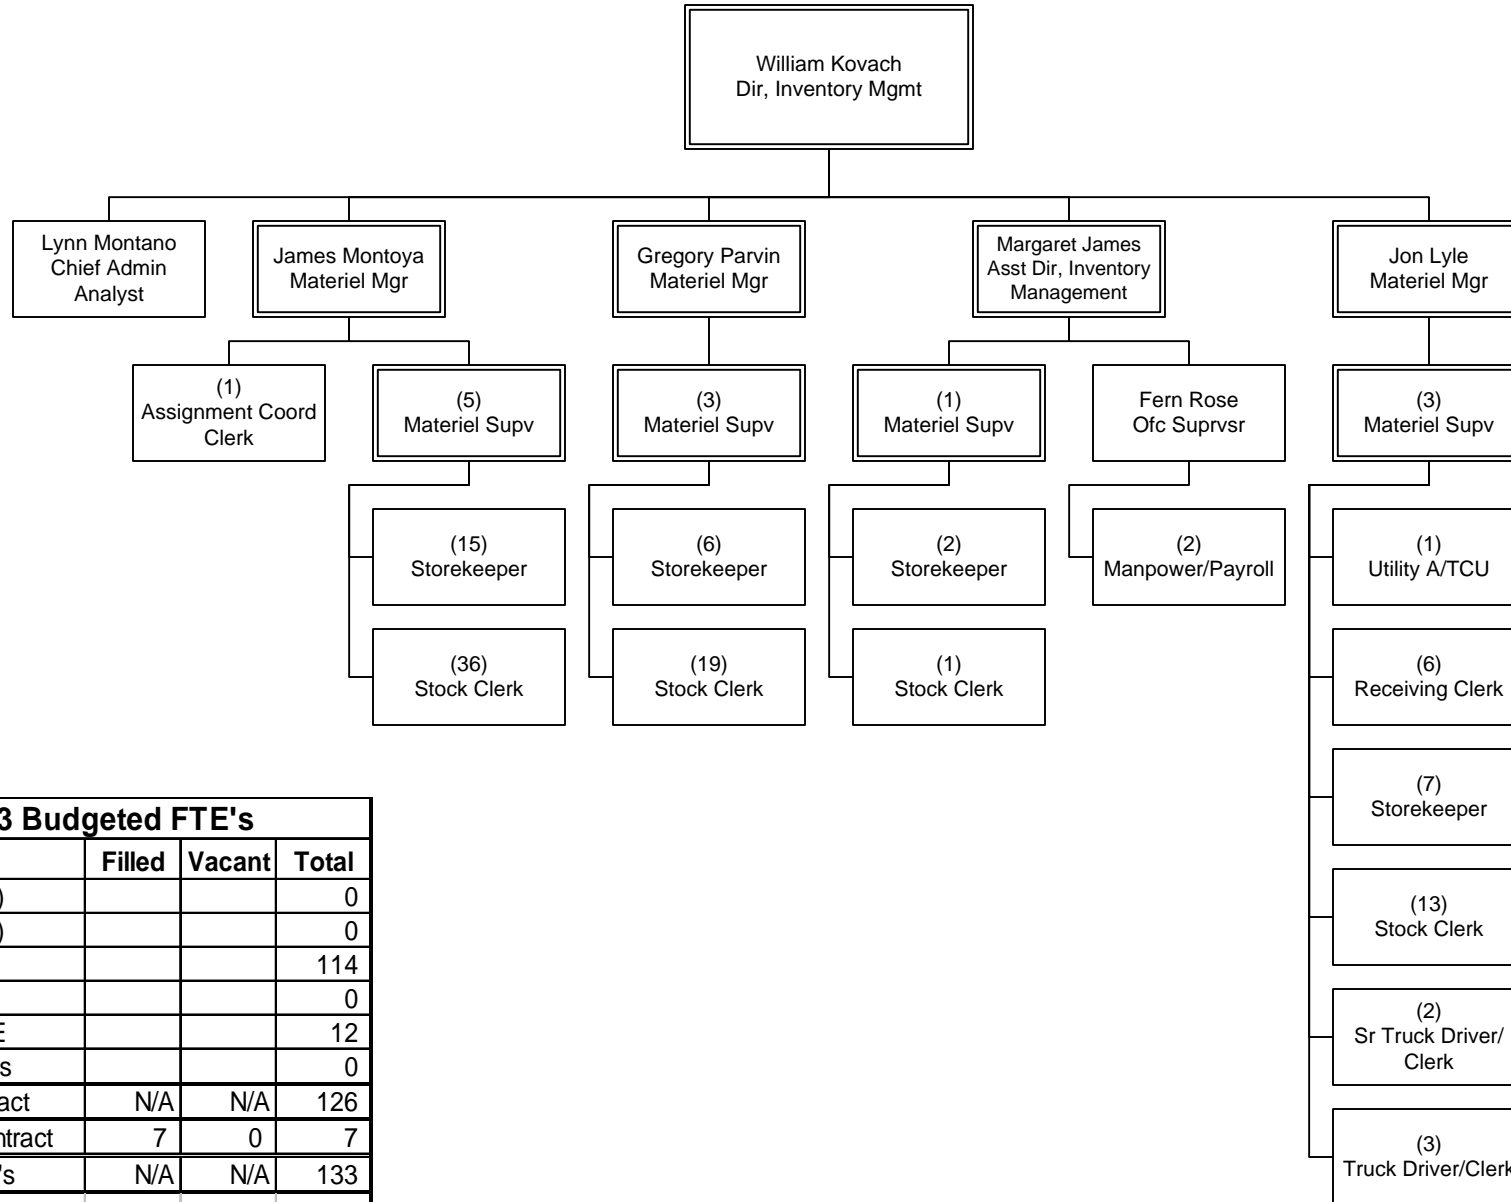 William Kovach
Dir, Inventory Mgmt
Lynn Montano
Chief Admin
Analyst
James Montoya
Materiel Mgr
Gregory Parvin
Materiel Mgr
Margaret James
Asst Dir, Inventory
Management
Jon Lyle
Materiel Mgr
(1)
Assignment Coord
Clerk
(5)
Materiel Supv
(3)
Materiel Supv
(1)
Materiel Supv
Fern Rose
Ofc Suprvsr
(3)
Materiel Supv
(15)
Storekeeper
(6)
Storekeeper
(2)
Storekeeper
(2)
Manpower/Payroll
(1)
Utility A/TCU
(36)
Stock Clerk
(19)
Stock Clerk
(1)
Stock Clerk
(6)
Receiving Clerk
(7)
Storekeeper
(13)
Stock Clerk
(2)
Sr Truck Driver/
Clerk
(3)
Truck Driver/Clerk
3 Budgeted FTE's
Filled Vacant Total
) 0
) 0
114
0
E 12
s 0
act N/A N/A 126
ntract 7 0 7
's N/A N/A 133